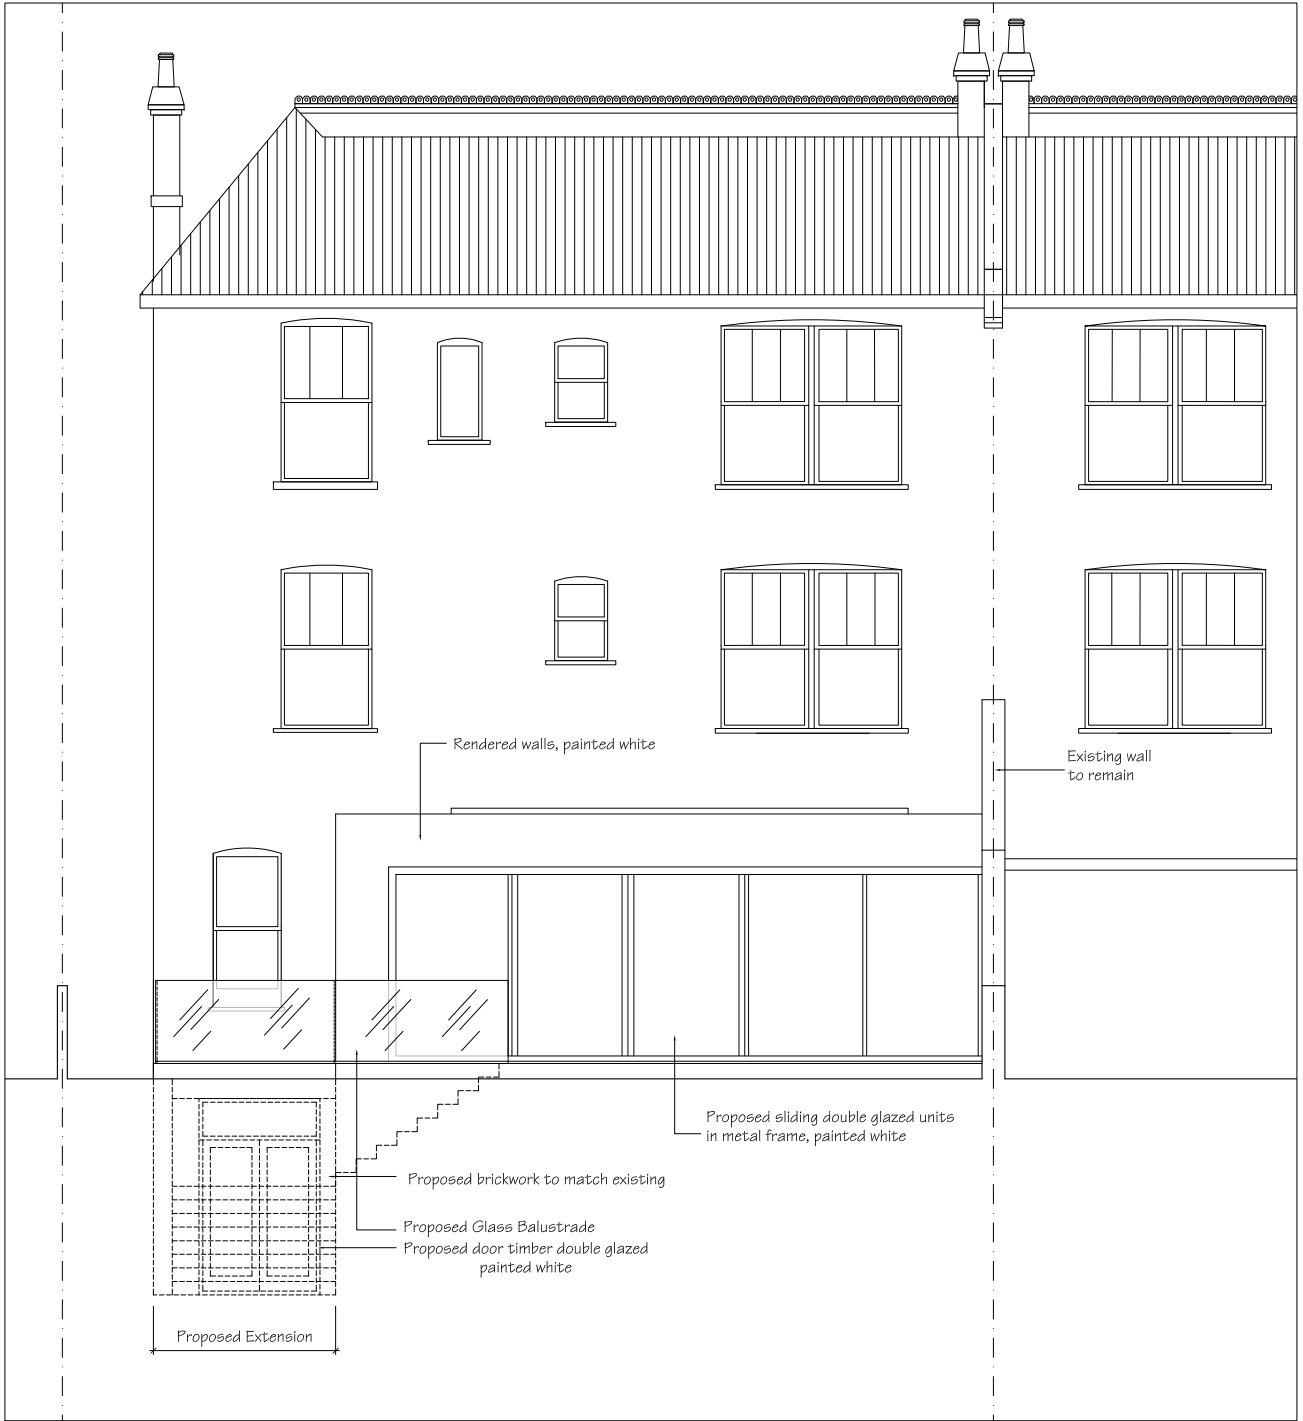 Rendered walls, painted white
Existing wall
to remain
Proposed sliding double glazed units
in metal frame, painted white
Proposed brickwork to match existing
Proposed Glass Balustrade
Proposed door timber double glazed
painted white
Proposed Extension